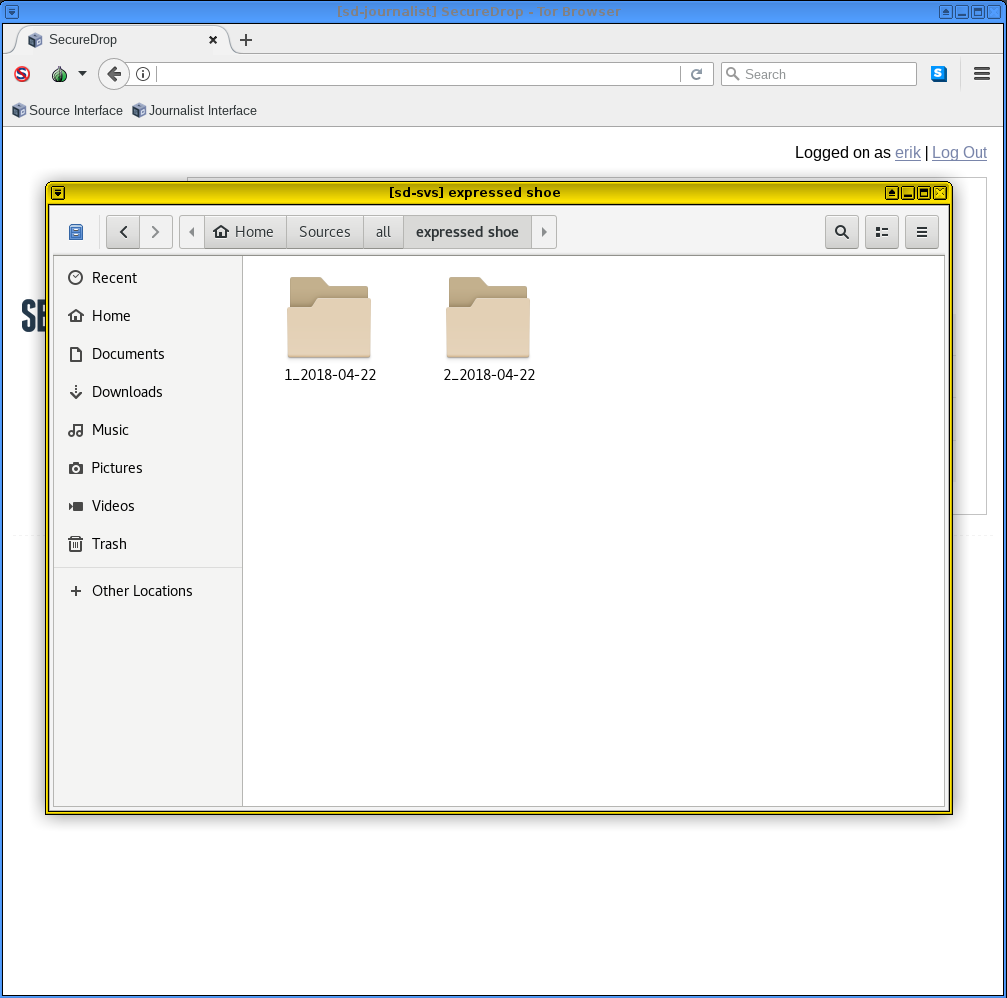 [sd-journalist] SecureDrop - Tor Browser
SecureDrop
Search
Source Interface Journalist Interface
Logged on as erik | Log Out
[sd-svs] expressed shoe
Home Sources all expressed shoe
Recent
Home
Documents
Downloads
Music
Pictures
Videos
Trash
Other Locations
1_2018-04-22 2_2018-04-22
SE